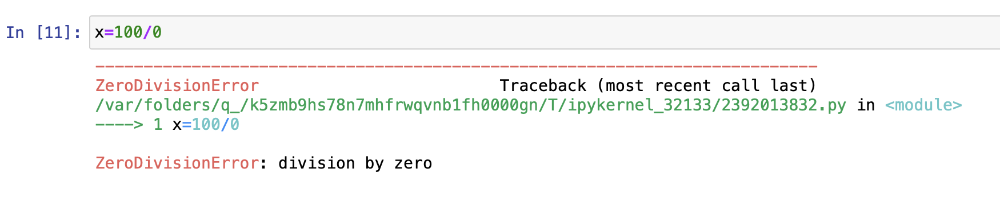 In [11]: x=100/0
---------------------------------------------------------------------------
ZeroDivisionError                         Traceback (most recent call last)
/var/folders/q_/k5zmb9hs78n7mhfrwqvnb1fh0000gn/T/ipykernel_32133/2392013832.py in <module>
----> 1 x=100/0

ZeroDivisionError: division by zero